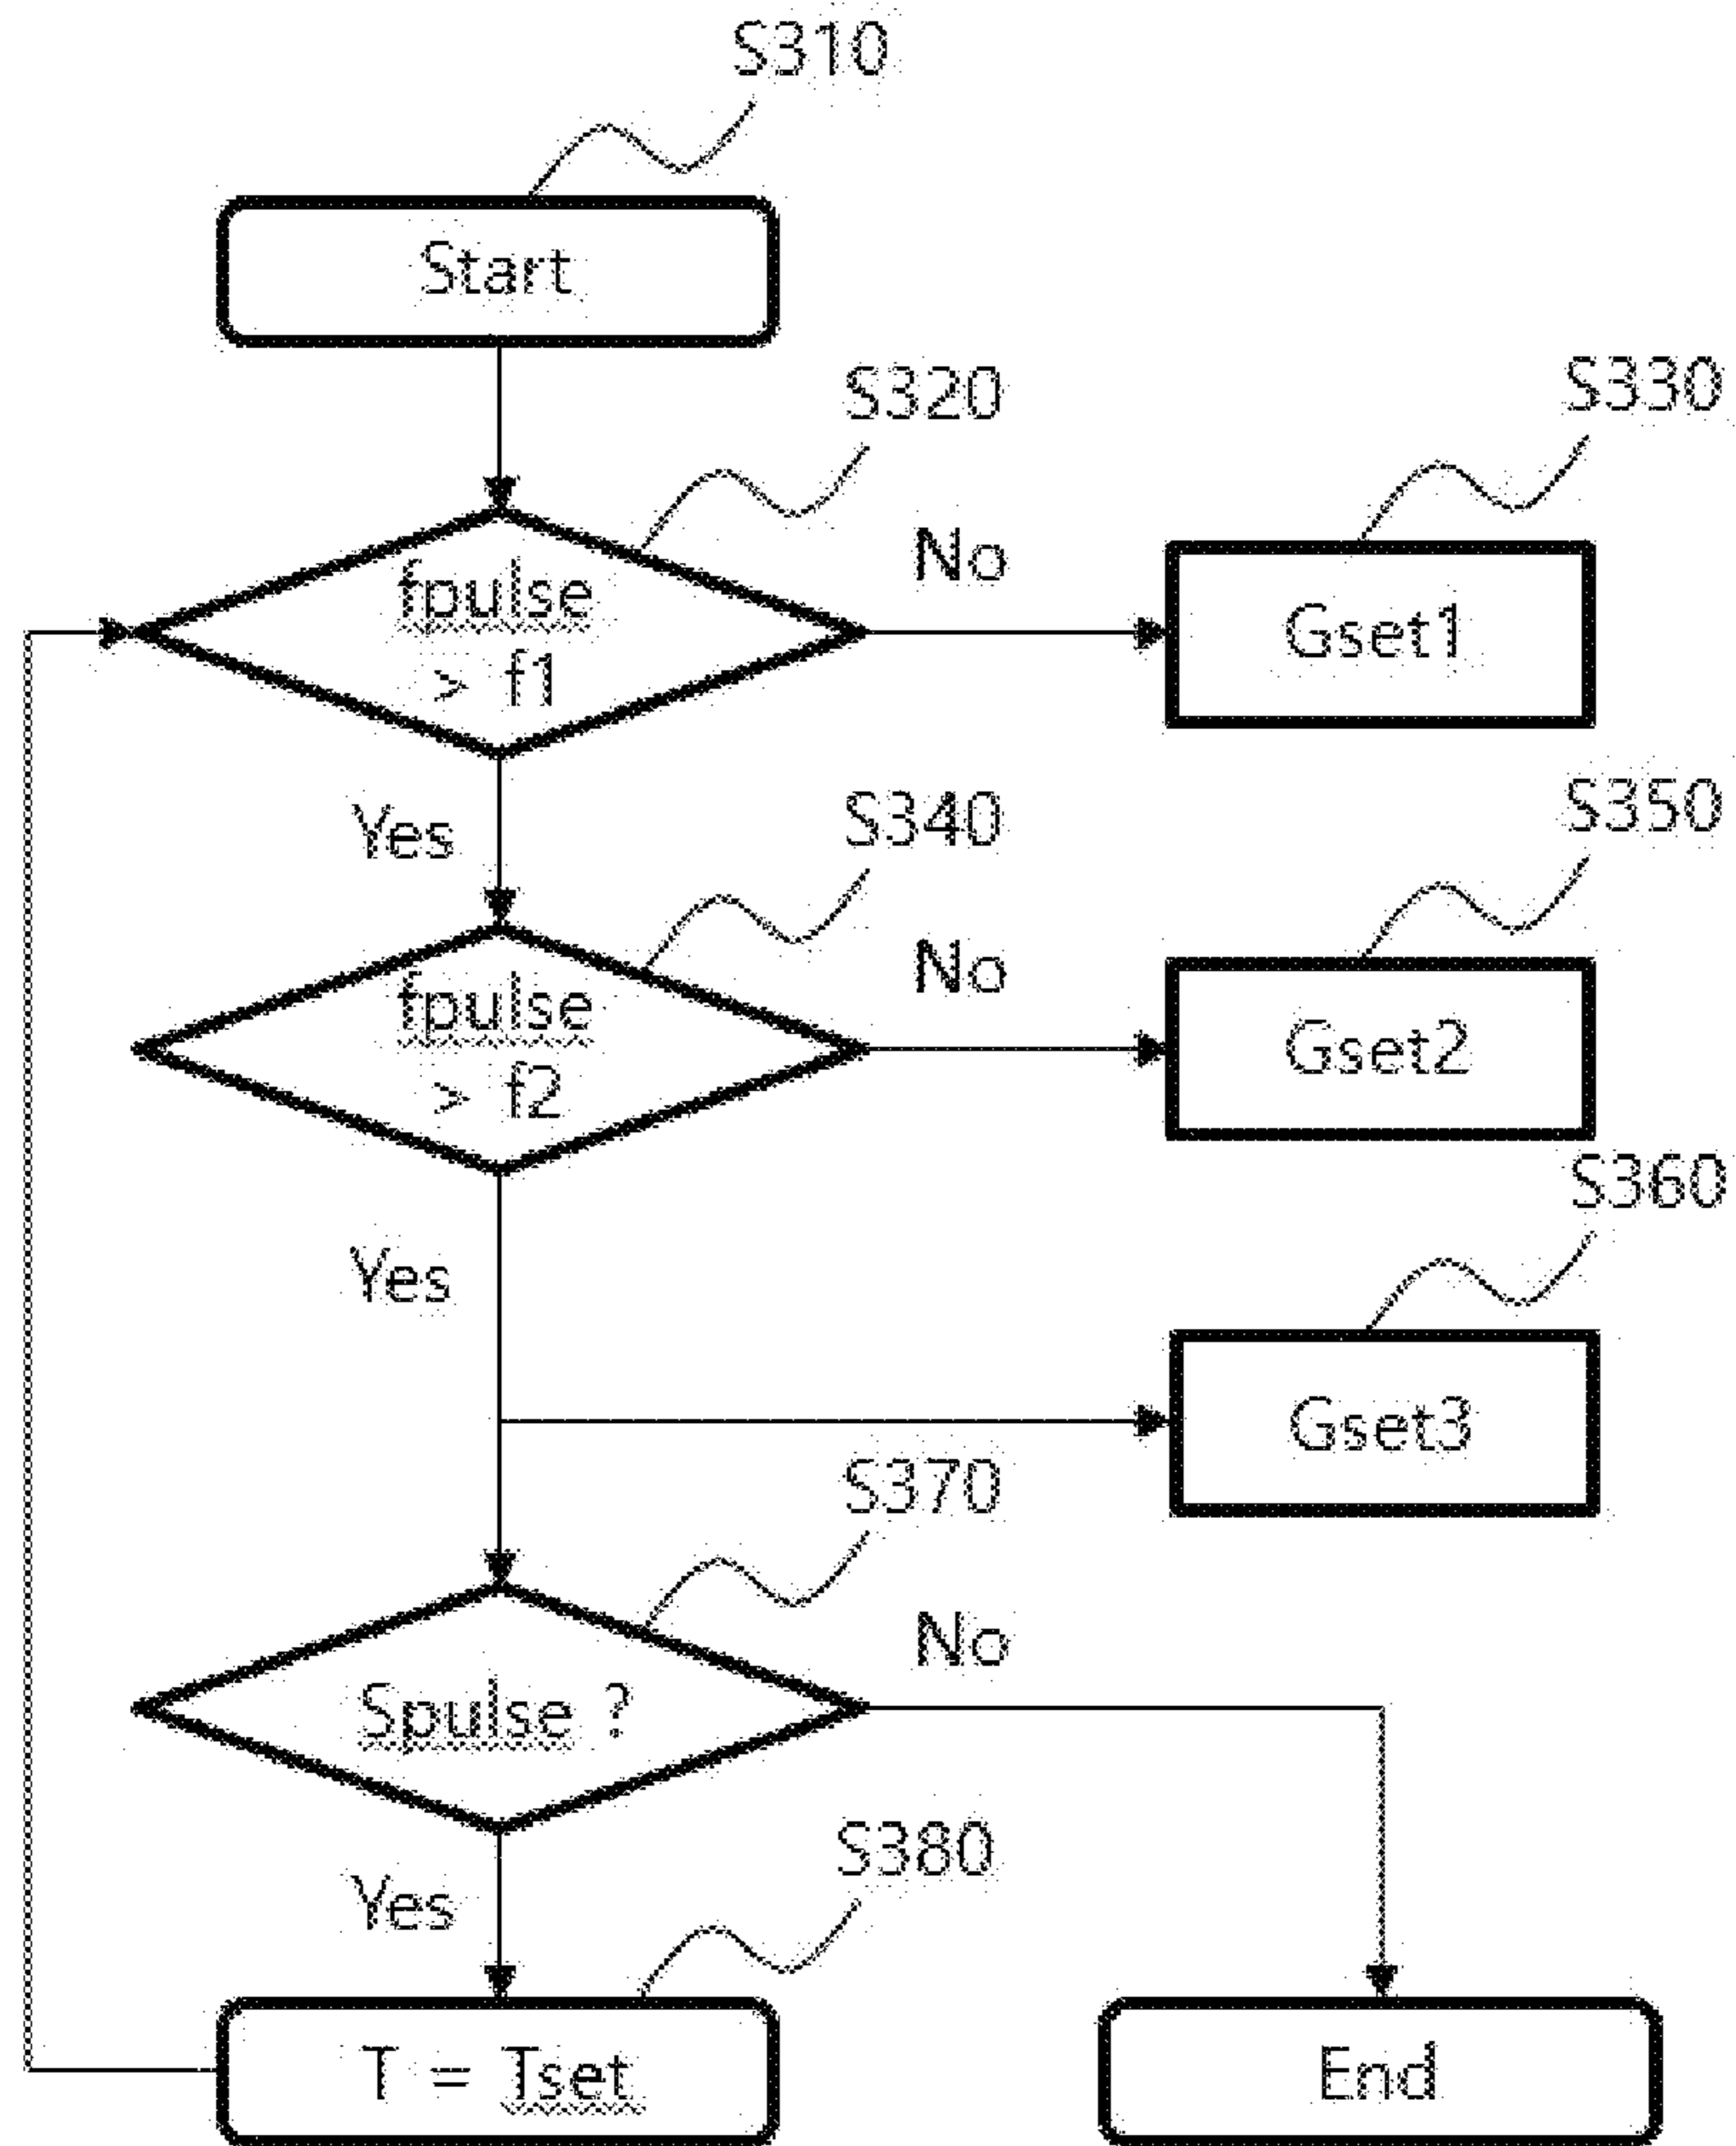 S310
Start
S320
S330
fpulse
> f1
No
Gset1
Yes
S340
S350
fpulse
> f2
No
Gset2
S360
Yes
Gset3
S370
Spulse ?
No
S380
Yes
T = Tset
End